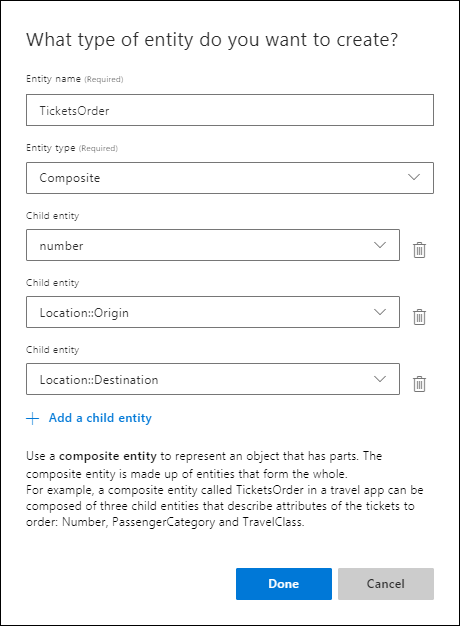 What type of entity do you want to create?
Entity name (Required)
TicketsOrder
Entity type (Required)
Composite
Child entity
number
Child entity
Location::Origin
Child entity
Location::Destination
+ Add a child entity
Use a composite entity to represent an object that has parts. The
composite entity is made up of entities that form the whole.
For example, a composite entity called TicketsOrder in a travel app can be
composed of three child entities that describe attributes of the tickets to
order: Number, PassengerCategory and TravelClass.
Done Cancel